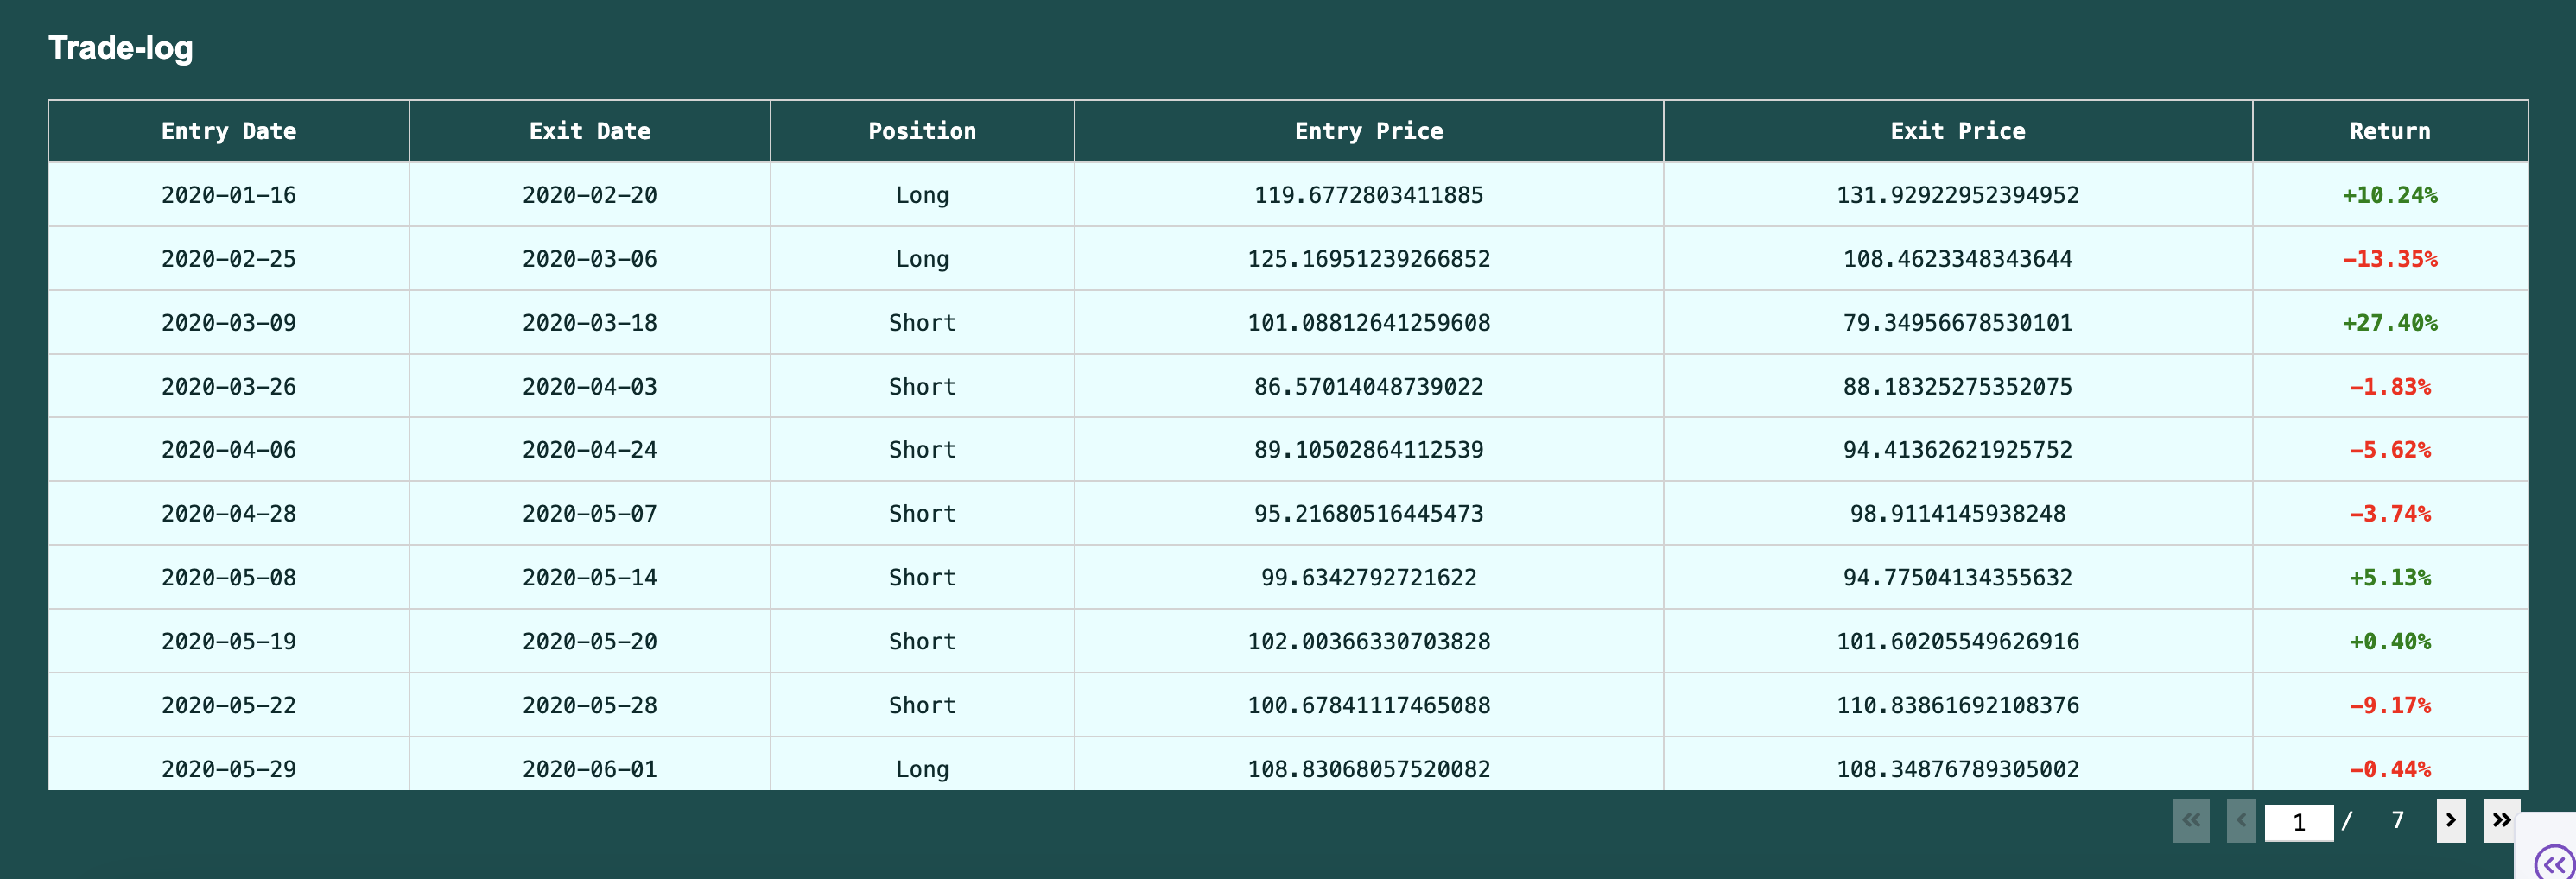 Trade-log
Entry Date Exit Date Position Entry Price Exit Price Return
2020-01-16 2020-02-20 Long 119.6772803411885 131.92922952394952 +10.24%
2020-02-25 2020-03-06 Long 125.16951239266852 108.4623348343644 -13.35%
2020-03-09 2020-03-18 Short 101.08812641259608 79.34956678530101 +27.40%
2020-03-26 2020-04-03 Short 86.57014048739022 88.18325275352075 -1.83%
2020-04-06 2020-04-24 Short 89.10502864112539 94.41362621925752 -5.62%
2020-04-28 2020-05-07 Short 95.21680516445473 98.9114145938248 -3.74%
2020-05-08 2020-05-14 Short 99.6342792721622 94.77504134355632 +5.13%
2020-05-19 2020-05-20 Short 102.00366330703828 101.60205549626916 +0.40%
2020-05-22 2020-05-28 Short 100.67841117465088 110.83861692108376 -9.17%
2020-05-29 2020-06-01 Long 108.83068057520082 108.34876789305002 -0.44%
1 / 7